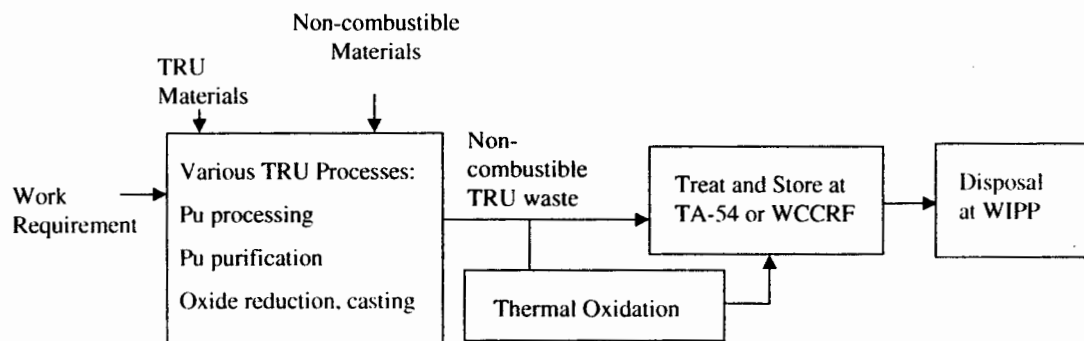 Non-combustible
Materials
TRU
Materials
Work
Requirement
Various TRU Processes:
Pu processing
Pu purification
Oxide reduction, casting
Non-
combustible
TRU waste
Thermal Oxidation
Treat and Store at
TA-54 or WCCRF
Disposal
at WIPP